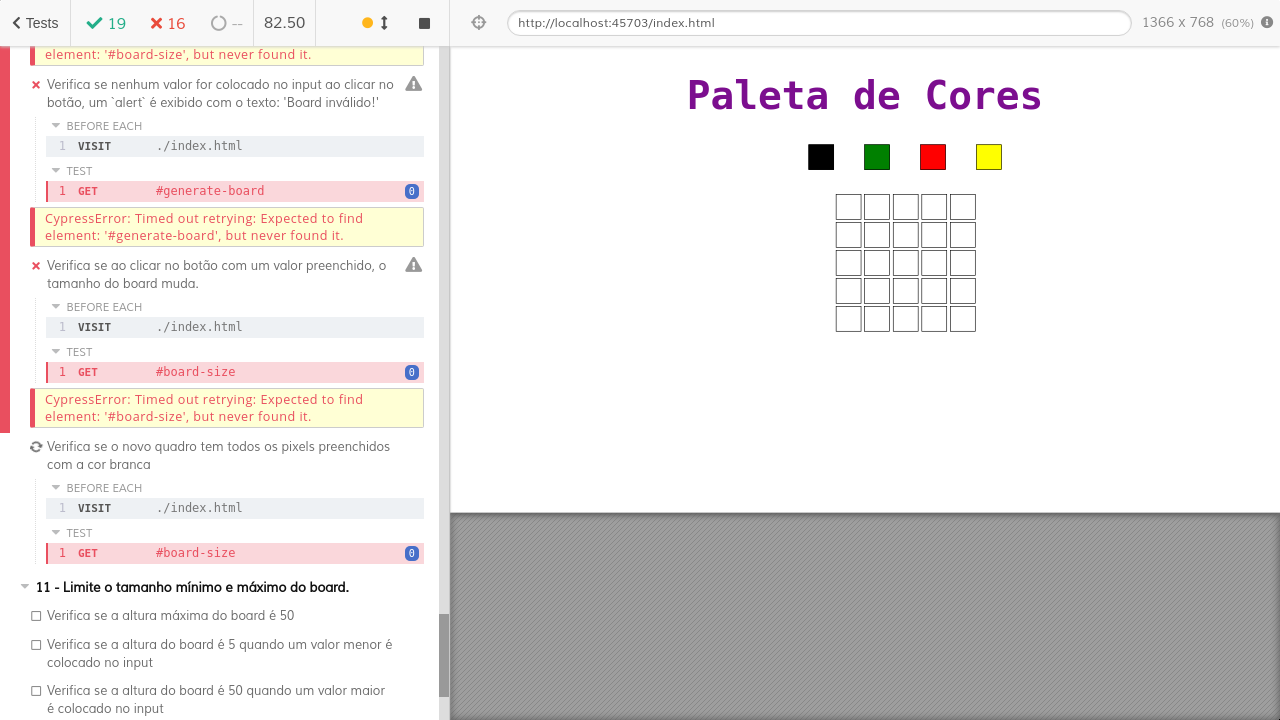 Tests 19 16 -- 82.50 http://localhost:45703/index.html 1366 x 768 (60%)
element: '#board-size', but never found it.
Verifica se nenhum valor for colocado no input ao clicar no
botão, um `alert` é exibido com o texto: 'Board inválido!'
BEFORE EACH
1 VISIT ./index.html
TEST
1 GET #generate-board 0
CypressError: Timed out retrying: Expected to find
element: '#generate-board', but never found it.
Verifica se ao clicar no botão com um valor preenchido, o
tamanho do board muda.
BEFORE EACH
1 VISIT ./index.html
TEST
1 GET #board-size 0
CypressError: Timed out retrying: Expected to find
element: '#board-size', but never found it.
Verifica se o novo quadro tem todos os pixels preenchidos
com a cor branca
BEFORE EACH
1 VISIT ./index.html
TEST
1 GET #board-size 0
11 - Limite o tamanho mínimo e máximo do board.
Verifica se a altura máxima do board é 50
Verifica se a altura do board é 5 quando um valor menor é
colocado no input
Verifica se a altura do board é 50 quando um valor maior
é colocado no input
Paleta de Cores